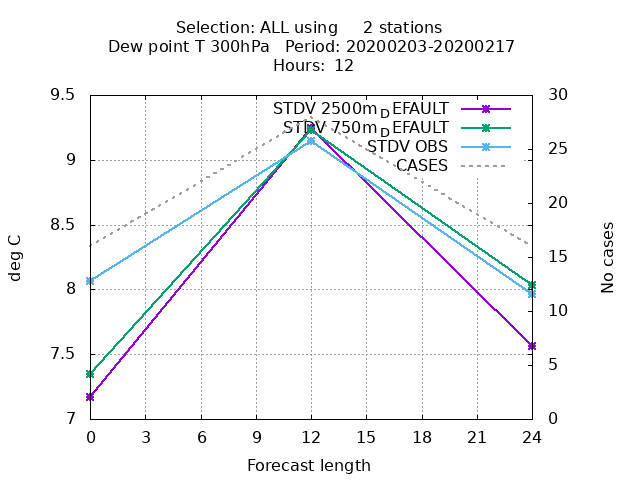 Selection: ALL using     2 stations
Dew point T 300hPa   Period: 20200203-20200217
Hours:  12
STDV 2500mDEFAULT
STDV 750mDEFAULT
STDV OBS
CASES
9.5
9
8.5
8
7.5
7
deg C
30
25
20
15
10
5
0
No cases
0 3 6 9 12 15 18 21 24
Forecast length